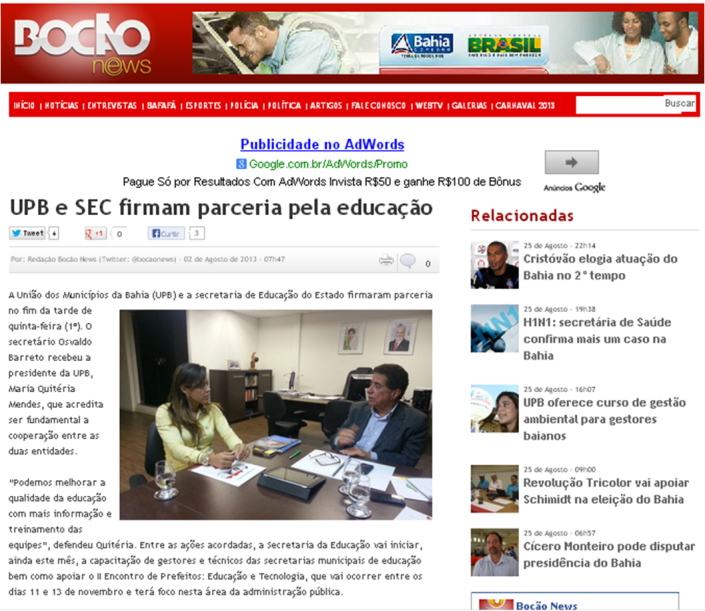 BOCÃO
news
Bahia
TERRA DE TODOS NÓS
BRASIL
INÍCIO | NOTÍCIAS | ENTREVISTAS | BAFAFÁ | ESPORTES | POLÍCIA | POLÍTICA | ARTIGOS | FALE CONOSCO | WEBTV | GALERIAS | CARNAVAL 2013
Buscar
Publicidade no AdWords
Google.com.br/AdWords/Promo
Pague Só por Resultados Com AdWords Invista R$50 e ganhe R$100 de Bônus
Anúncios Google
UPB e SEC firmam parceria pela educação
Tweet 4 +1 0 Curtir 3
Por: Redação Bocão News (Twitter: @bocaonews) - 02 de Agosto de 2013 - 07h47
0
A União dos Municípios da Bahia (UPB) e a secretaria de Educação do Estado firmaram parceria
no fim da tarde de
quinta-feira (1º). O
secretário Osvaldo
Barreto recebeu a
presidente da UPB,
Maria Quitéria
Mendes, que acredita
ser fundamental a
cooperação entre as
duas entidades.
"Podemos melhorar a
qualidade da educação
com mais informação e
treinamento das
equipes", defendeu Quitéria. Entre as ações acordadas, a Secretaria da Educação vai iniciar,
ainda este mês, a capacitação de gestores e técnicos das secretarias municipais de educação
bem como apoiar o II Encontro de Prefeitos: Educação e Tecnologia, que vai ocorrer entre os
dias 11 e 13 de novembro e terá foco nesta área da administração pública.
Relacionadas
25 de Agosto - 22h14
Cristóvão elogia atuação do
Bahia no 2º tempo
25 de Agosto - 19h38
H1N1: secretária de Saúde
confirma mais um caso na
Bahia
25 de Agosto - 16h07
UPB oferece curso de gestão
ambiental para gestores
baianos
25 de Agosto - 09h00
Revolução Tricolor vai apoiar
Schimidt na eleição do Bahia
25 de Agosto - 06h57
Cícero Monteiro pode disputar
presidência do Bahia
Bocão News